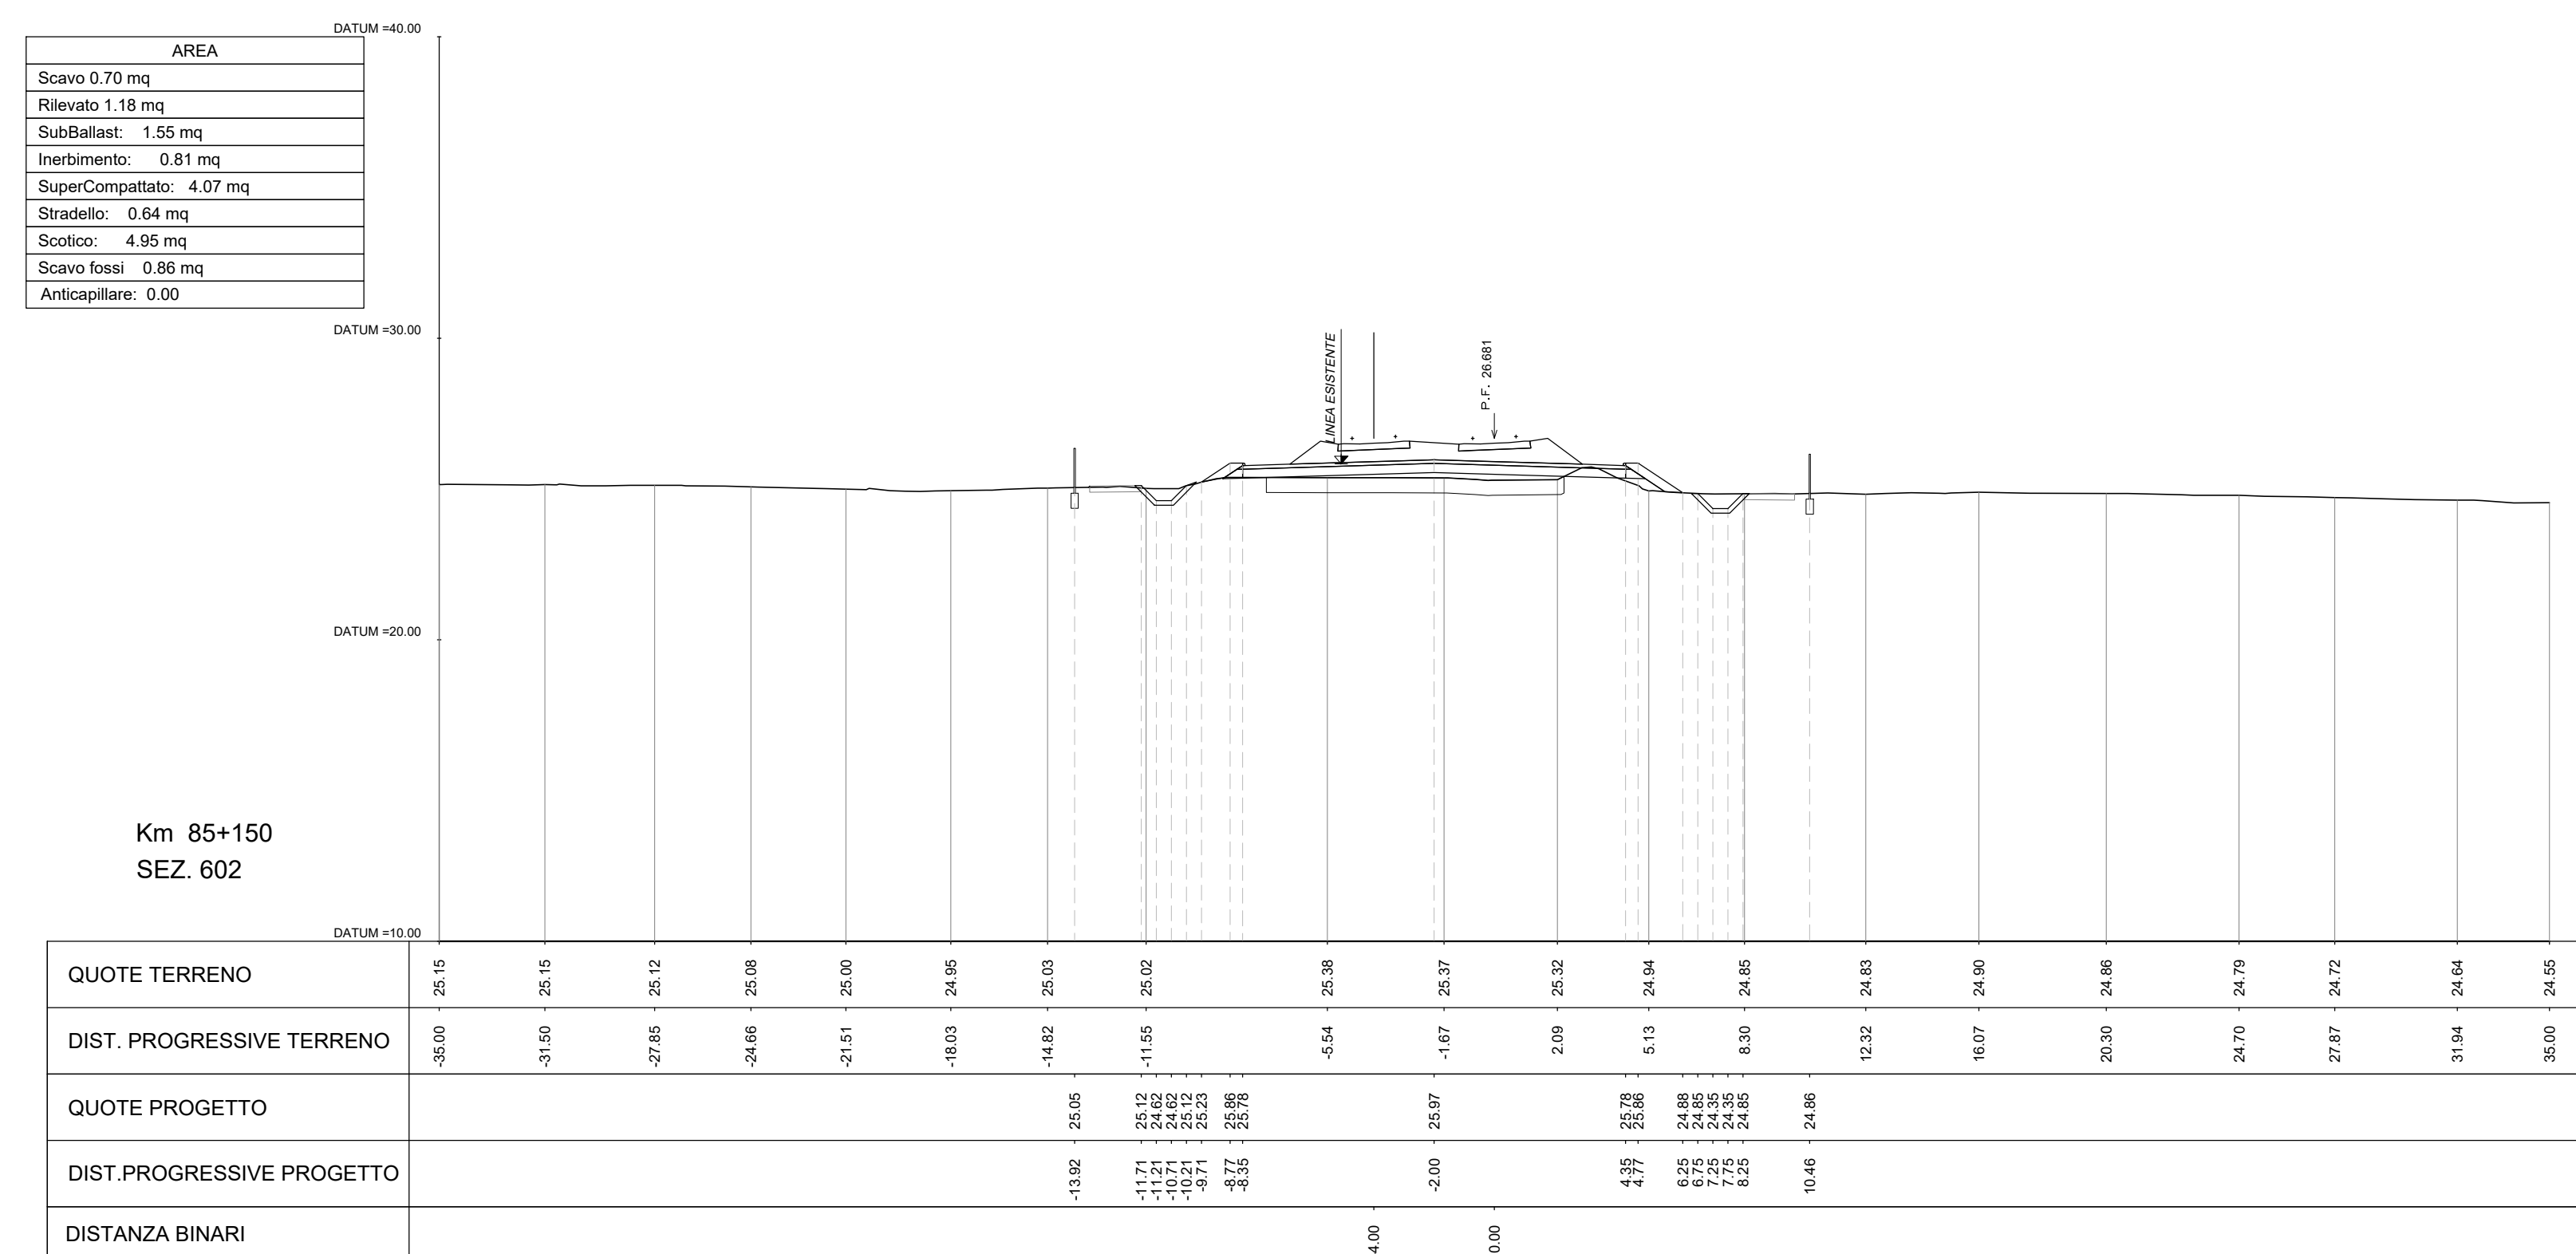 DATUM =40.00
AREA
Scavo 0.70 mq
Rilevato 1.18 mq
SubBallast: 1.55 mq
Inerbimento: 0.81 mq
SuperCompattato: 4.07 mq
Stradello: 0.64 mq
Scotico: 4.95 mq
Scavo fossi 0.86 mq
Anticapillare: 0.00
DATUM =30.00
LINEA ESISTENTE
P.F. 26.681
DATUM =20.00
Km 85+150
SEZ. 602
DATUM =10.00
QUOTE TERRENO 25.15 25.15 25.12 25.08 25.00 24.95 25.03 25.02 25.38 25.37 25.32 24.94 24.85 24.83 24.90 24.86 24.79 24.72 24.64 24.55
DIST. PROGRESSIVE TERRENO -35.00 -31.50 -27.85 -24.66 -21.51 -18.03 -14.82 -11.55 -5.54 -1.67 2.09 5.13 8.30 12.32 16.07 20.30 24.70 27.87 31.94 35.00
QUOTE PROGETTO 25.05 25.12 24.62 24.62 25.12 25.23 25.86 25.78 25.97 25.78 25.86 24.88 24.85 24.35 24.35 24.85 24.86
DIST.PROGRESSIVE PROGETTO -13.92 -11.71 -11.21 -10.71 -10.21 -9.71 -8.77 -8.35 -2.00 4.35 4.77 6.25 6.75 7.25 7.75 8.25 10.46
DISTANZA BINARI 4.00 0.00